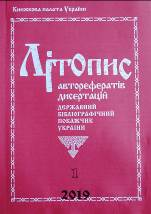 Книжкова палата України
Літопис
авторефератів
дисертацій
ДЕРЖАВНИЙ
БІБЛІОГРАФІЧНИЙ
ПОКАЖЧИК
УКРАЇНИ
1
2019